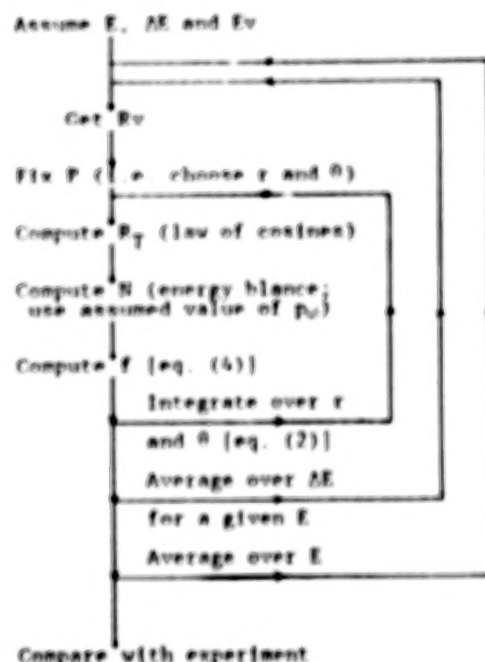 Assume E, ΔE and Ev
Get Rv
Fix P (i.e. choose r and θ)
Compute R_T (law of cosines)
Compute N (energy blance;
use assumed value of p_ν)
Compute f [eq. (4)]
Integrate over r
and θ [eq. (2)]
Average over ΔE
for a given E
Average over E
Compare with experiment